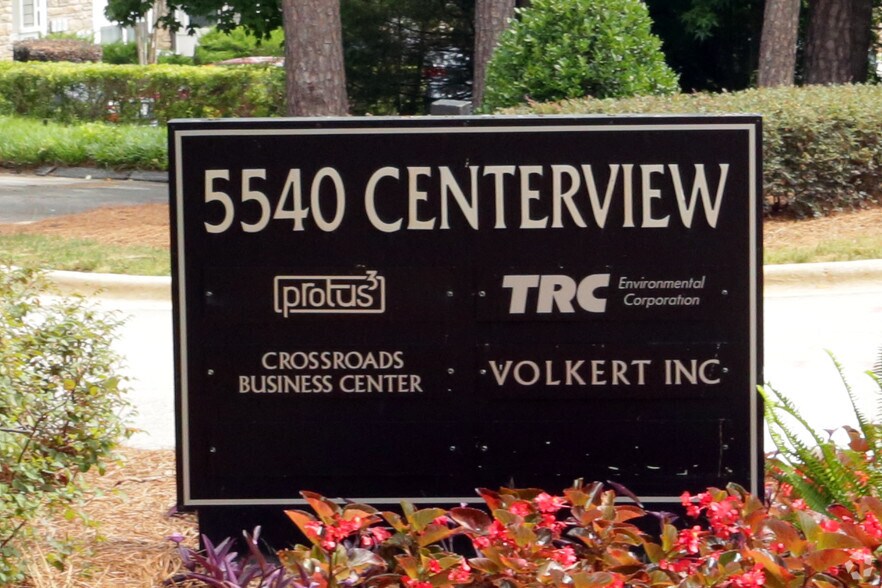 5540 CENTERVIEW
protus3
TRC Environmental
Corporation
CROSSROADS
BUSINESS CENTER
VOLKERT INC